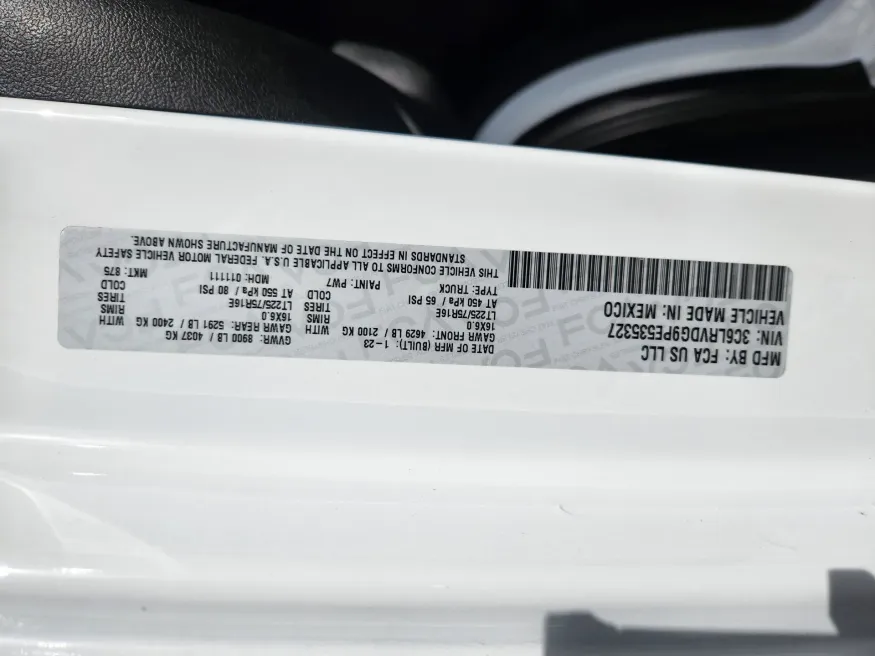 MFD BY: FCA US LLC
VIN: 3C6LRVDG9PE535327
VEHICLE MADE IN: MEXICO
DATE OF MFR (BUILT): 1-23 GVWR: 8900 LB / 4037 KG
GAWR FRONT: 4629 LB / 2100 KG WITH GAWR REAR: 5291 LB / 2400 KG WITH
16X6.0 RIMS 16X6.0 RIMS
LT225/75R16E TIRES LT225/75R16E TIRES
AT 450 kPa / 65 PSI COLD AT 550 kPa / 80 PSI COLD
TYPE: TRUCK PAINT: PW7 MDH: 011111 MKT: 975
THIS VEHICLE CONFORMS TO ALL APPLICABLE U.S.A. FEDERAL MOTOR VEHICLE SAFETY
STANDARDS IN EFFECT ON THE DATE OF MANUFACTURE SHOWN ABOVE.